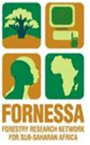 FORNESSA
FORESTRY RESEARCH NETWORK
FOR SUB-SAHARAN AFRICA